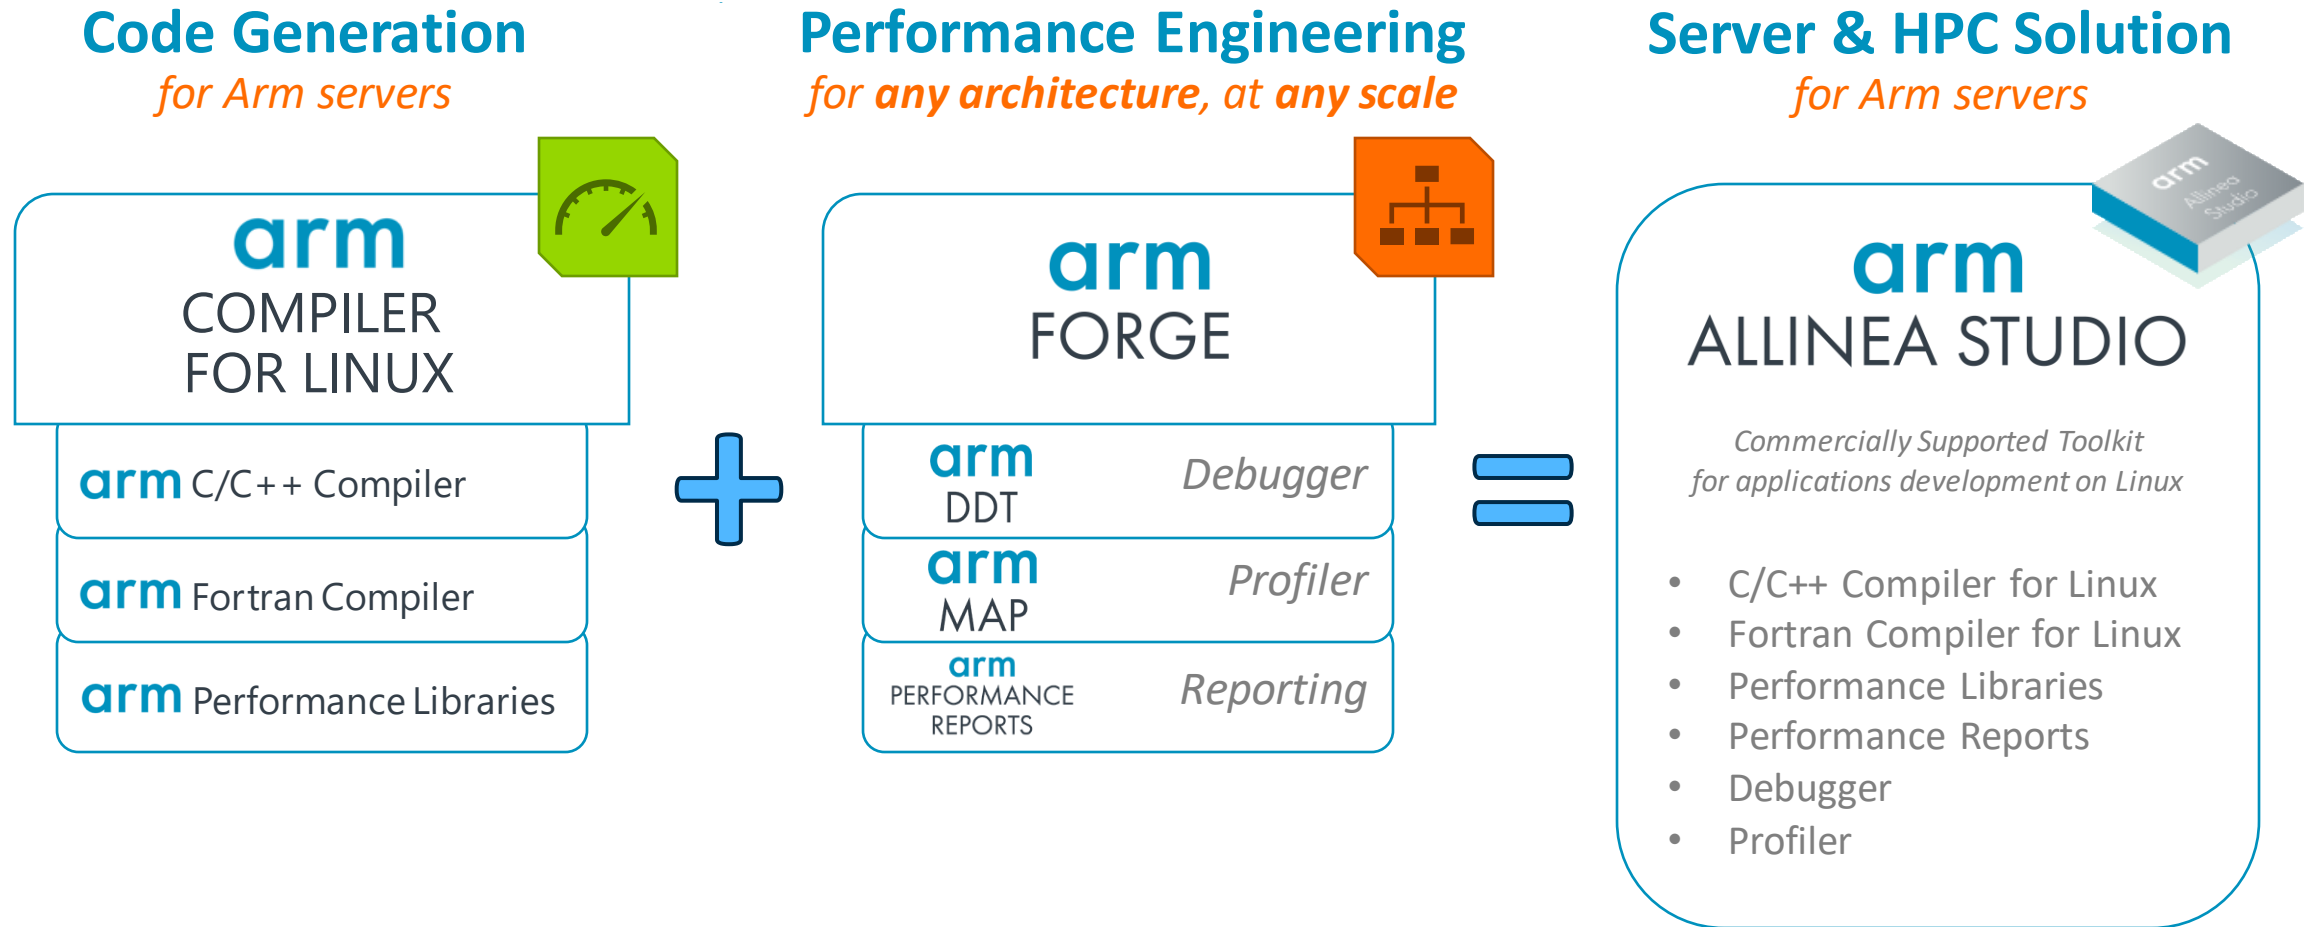 Code Generation
for Arm servers
arm
COMPILER
FOR LINUX
arm C/C++ Compiler
arm Fortran Compiler
arm Performance Libraries
Performance Engineering
for any architecture, at any scale
arm
FORGE
arm
DDT
Debugger
arm
MAP
Profiler
arm
PERFORMANCE
REPORTS
Reporting
Server & HPC Solution
for Arm servers
arm
Allinea
Studio
arm
ALLINEA STUDIO
Commercially Supported Toolkit
for applications development on Linux
• C/C++ Compiler for Linux
• Fortran Compiler for Linux
• Performance Libraries
• Performance Reports
• Debugger
• Profiler